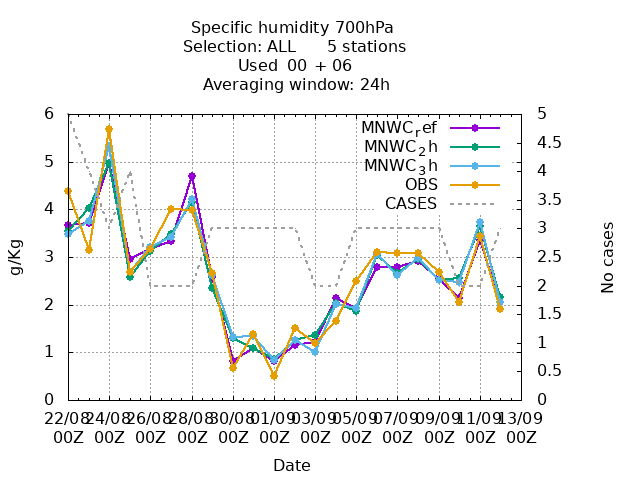 Specific humidity 700hPa
Selection: ALL 5 stations
Used 00 + 06
Averaging window: 24h
6
5
4
3
2
1
0
g/Kg
MNWC_ref
MNWC_2h
MNWC_3h
OBS
CASES
5
4.5
4
3.5
3
2.5
2
1.5
1
0.5
0
No cases
22/08 24/08 26/08 28/08 30/08 01/09 03/09 05/09 07/09 09/09 11/09 13/09
00Z 00Z 00Z 00Z 00Z 00Z 00Z 00Z 00Z 00Z 00Z 00Z
Date